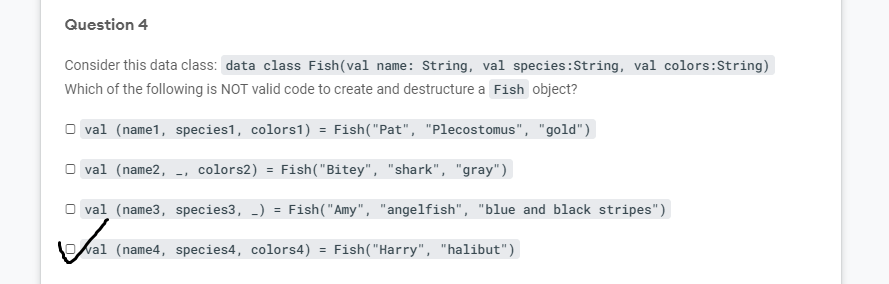 Question 4
Consider this data class: data class Fish(val name: String, val species:String, val colors:String)
Which of the following is NOT valid code to create and destructure a Fish object?
val (name1, species1, colors1) = Fish("Pat", "Plecostomus", "gold")
val (name2, _, colors2) = Fish("Bitey", "shark", "gray")
val (name3, species3, _) = Fish("Amy", "angelfish", "blue and black stripes")
val (name4, species4, colors4) = Fish("Harry", "halibut")